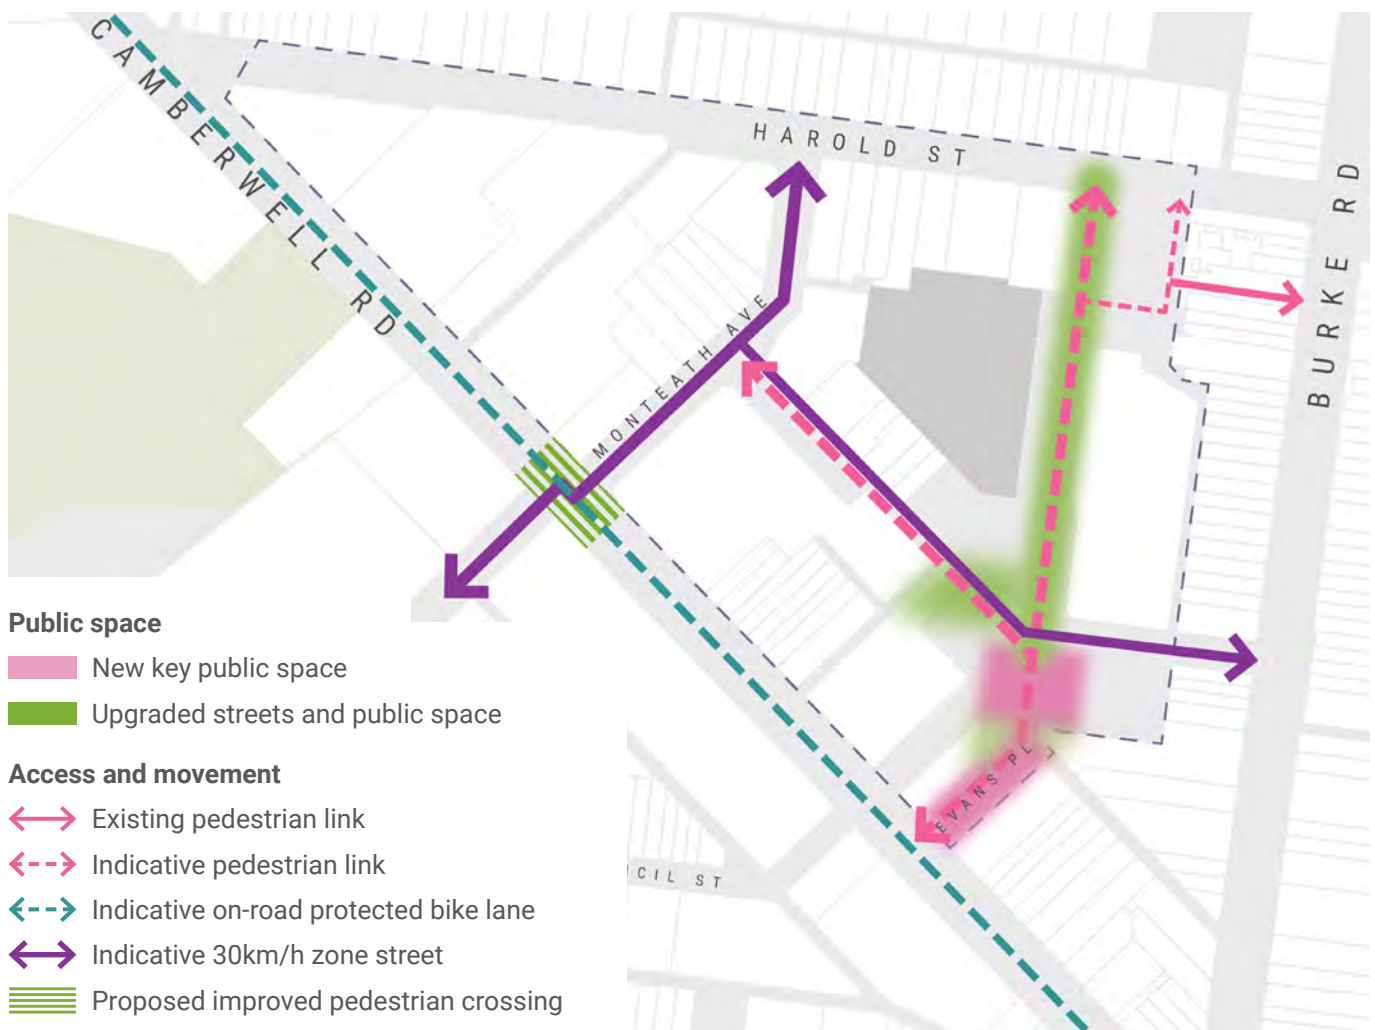 CAMBERWELL RD
HAROLD ST
BURKE RD
MONTEATH AVE
EVANS PL
CIL ST
Public space
New key public space
Upgraded streets and public space
Access and movement
Existing pedestrian link
Indicative pedestrian link
Indicative on-road protected bike lane
Indicative 30km/h zone street
Proposed improved pedestrian crossing